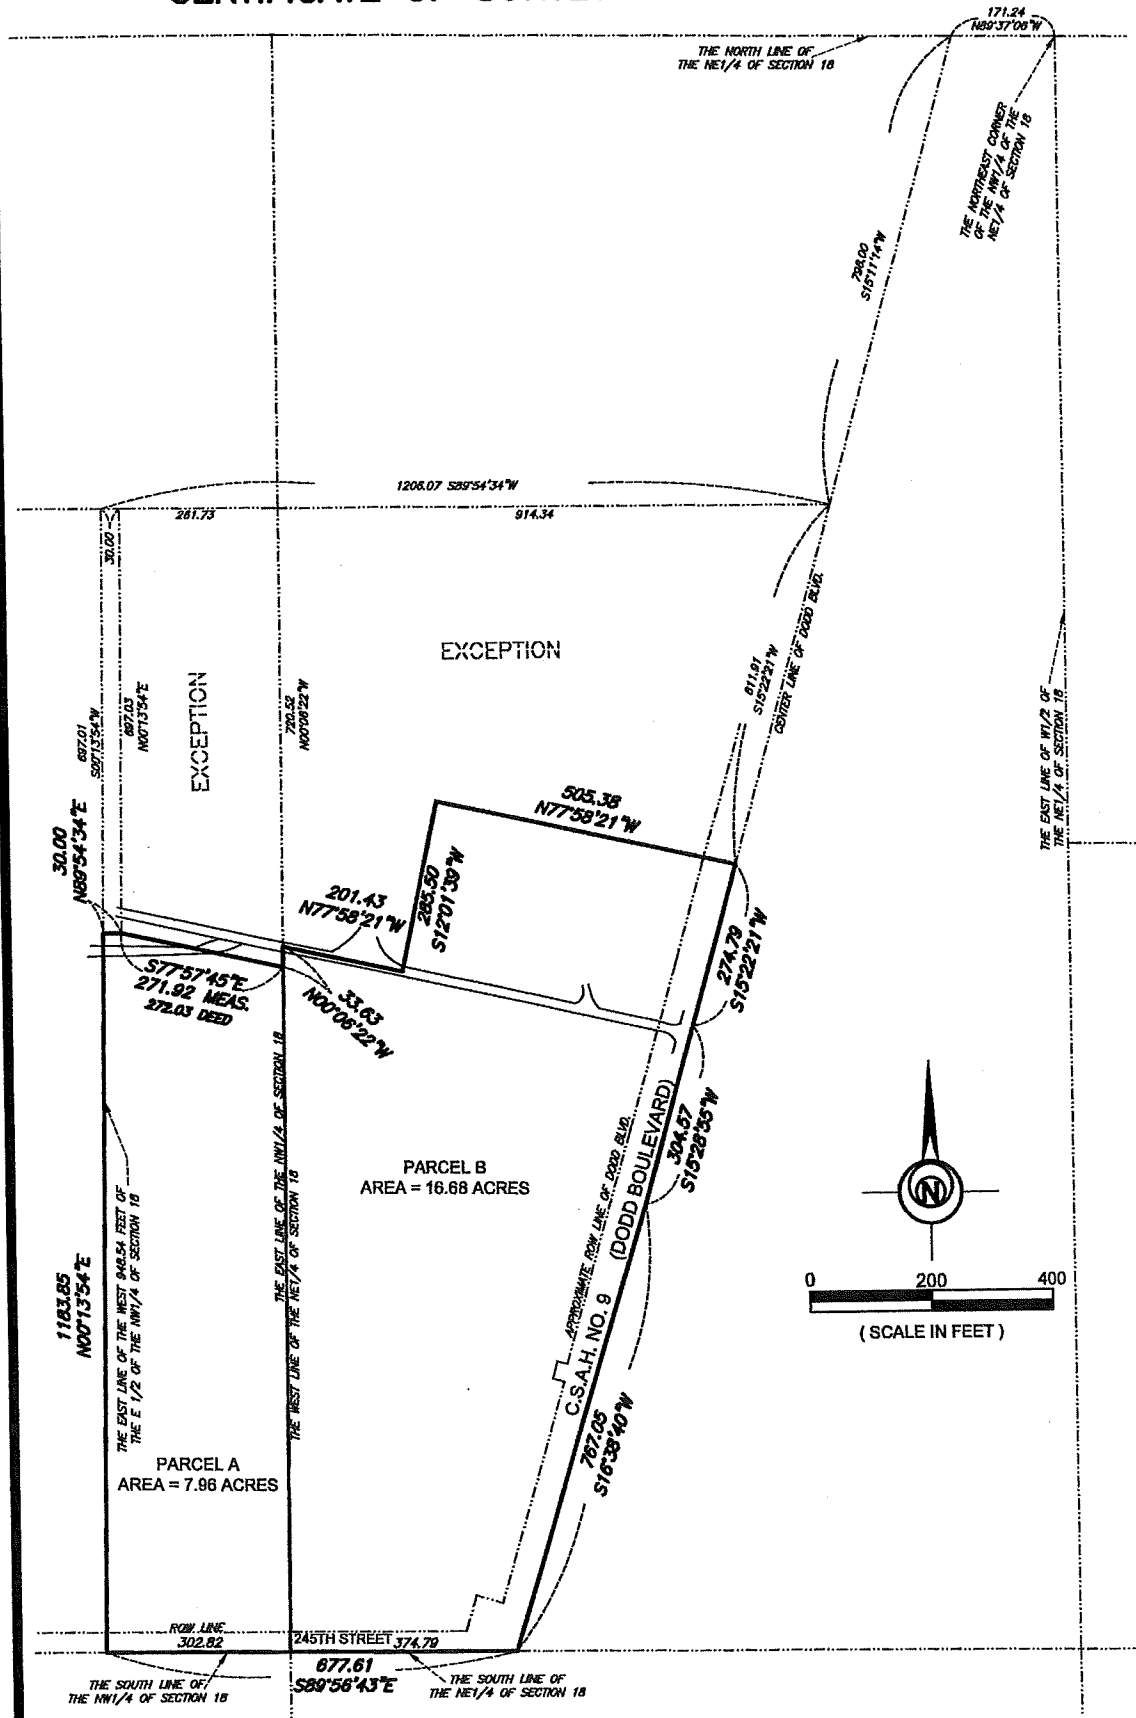 171.24
N89°37'06"W
THE NORTH LINE OF
THE NE1/4 OF SECTION 18
THE NORTHEAST CORNER
OF THE NW1/4 OF THE
NE1/4 OF SECTION 18
798.00
S15°11'14"W
1206.07 S89°54'34"W
261.73
914.34
30.00
EXCEPTION
EXCEPTION
697.01
S00°13'54"W
697.03
N00°13'54"E
720.52
N00°06'22"W
811.91
S15°22'21"W
CENTER LINE OF DODD BLVD.
THE EAST LINE OF W1/2 OF
THE NE1/4 OF SECTION 18
30.00
N89°54'34"E
505.38
N77°58'21"W
285.50
S12°01'39"W
201.43
N77°58'21"W
S77°57'45"E
271.92 MEAS.
272.03 DEED
33.63
N00°06'22"W
274.79
S15°22'21"W
304.57
S15°28'55"W
PARCEL B
AREA = 16.68 ACRES
THE EAST LINE OF THE NW1/4 OF SECTION 18
THE WEST LINE OF THE NE1/4 OF SECTION 18
THE EAST LINE OF THE WEST 948.54 FEET OF
THE E 1/2 OF THE NW1/4 OF SECTION 18
1183.85
N00°13'54"E
APPROXIMATE ROW LINE OF DODD BLVD.
C.S.A.H. NO. 9 (DODD BOULEVARD)
767.05
S16°38'40"W
N
0 200 400
( SCALE IN FEET )
PARCEL A
AREA = 7.96 ACRES
ROW LINE
302.82
245TH STREET 374.79
677.61
S89°56'43"E
THE SOUTH LINE OF
THE NW1/4 OF SECTION 18
THE SOUTH LINE OF
THE NE1/4 OF SECTION 18